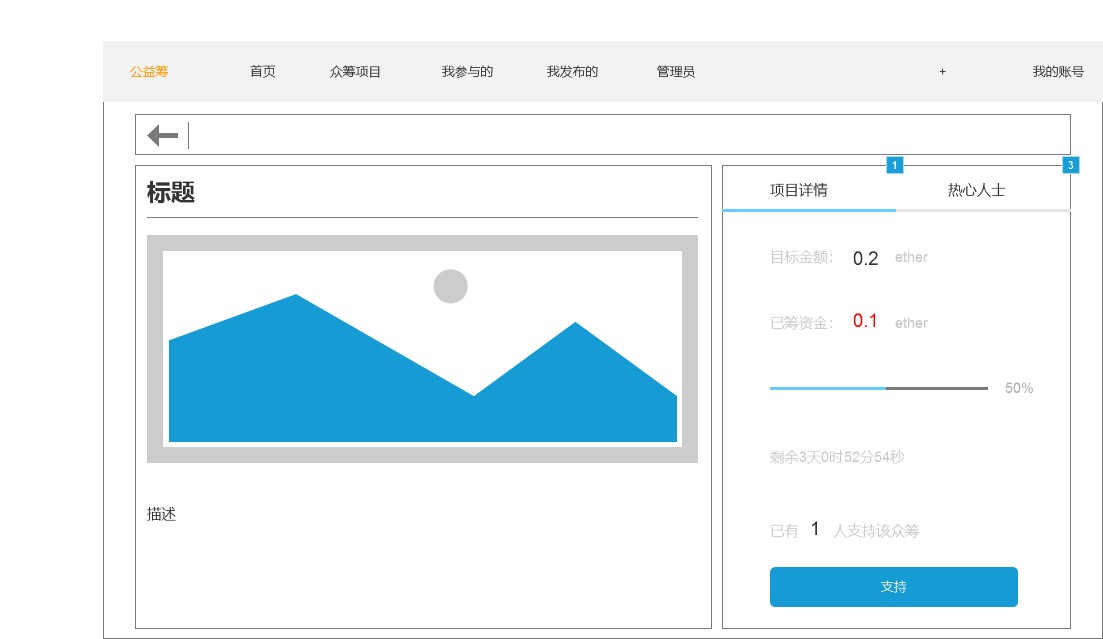 公益筹 首页 众筹项目 我参与的 我发布的 管理员 + 我的账号
标题
描述
1 3
项目详情 热心人士
目标金额： 0.2 ether
已筹资金： 0.1 ether
50%
剩余3天0时52分54秒
已有 1 人支持该众筹
支持